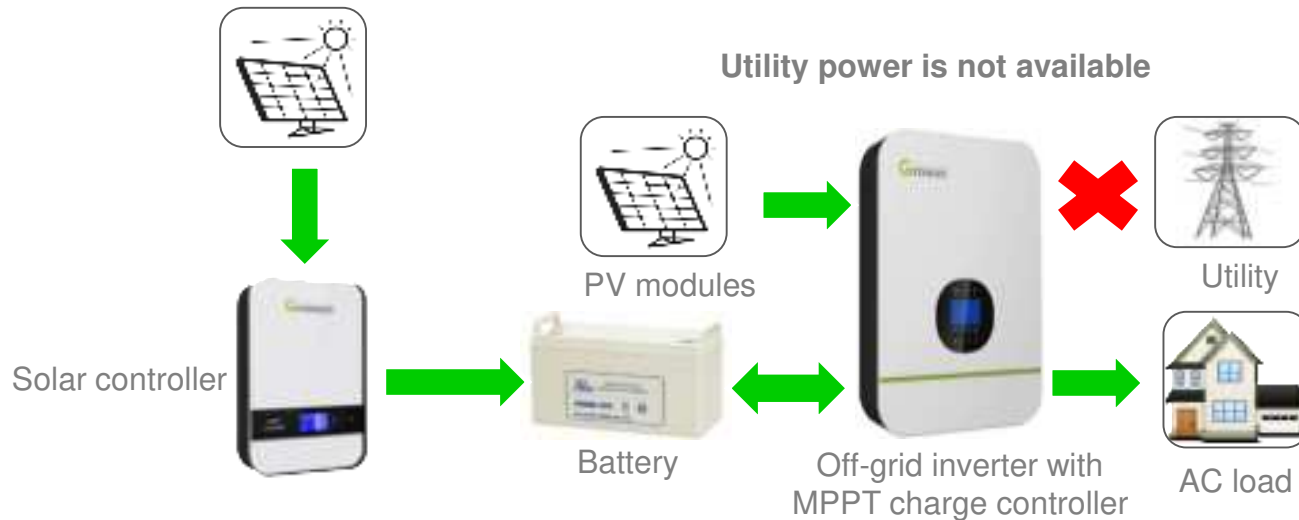 Utility power is not available
PV modules
Utility
Solar controller
Battery
Off-grid inverter with
MPPT charge controller
AC load